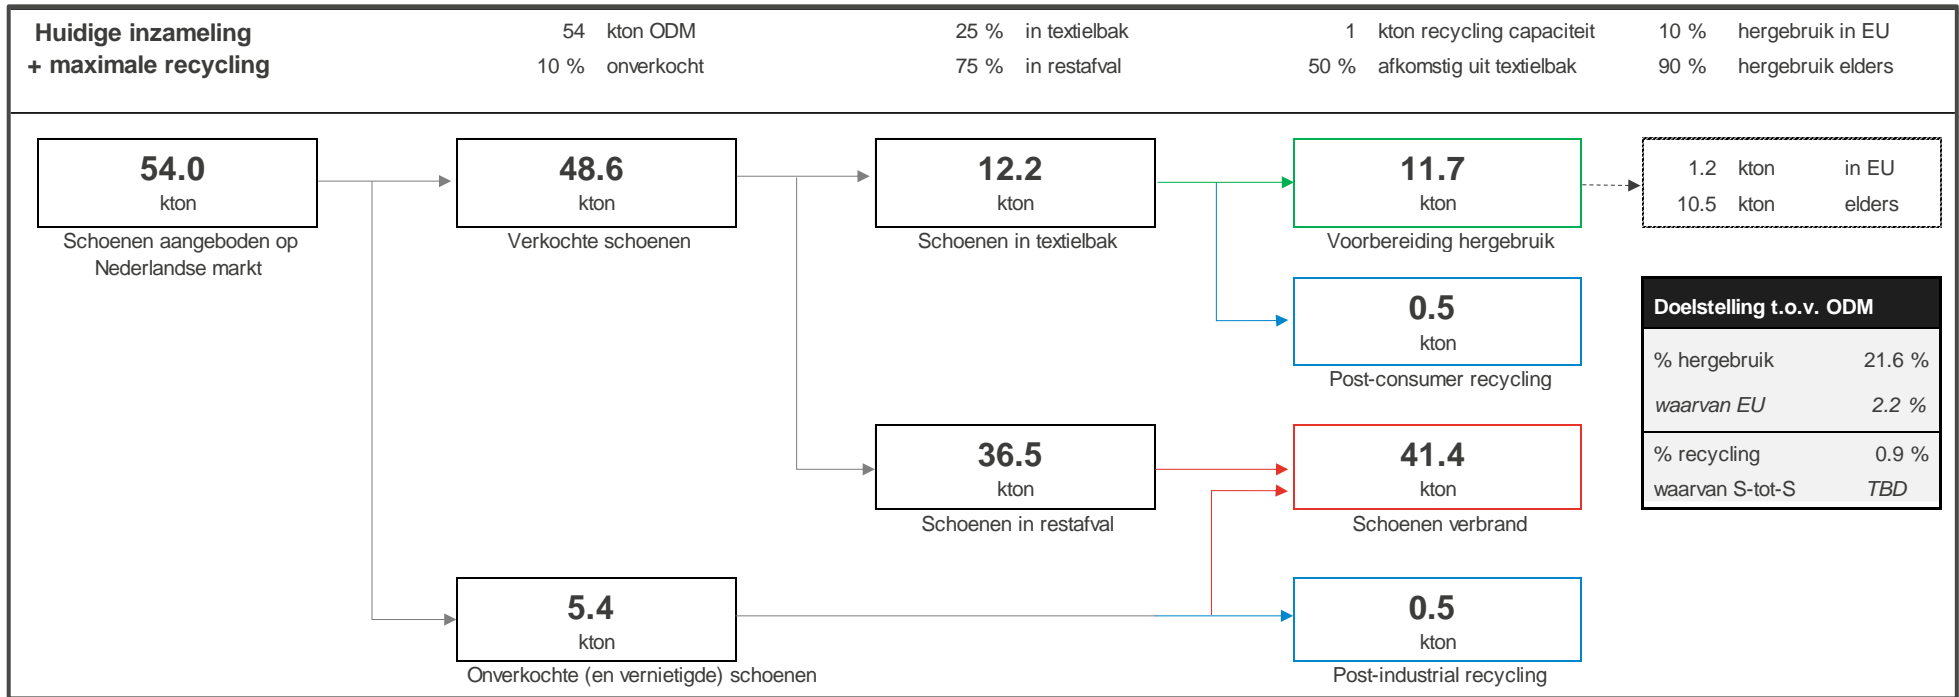 Huidige inzameling
+ maximale recycling
54 kton ODM
10 % onverkocht
25 % in textielbak
75 % in restafval
1 kton recycling capaciteit
50 % afkomstig uit textielbak
10 % hergebruik in EU
90 % hergebruik elders
54.0
kton
Schoenen aangeboden op
Nederlandse markt
48.6
kton
Verkochte schoenen
12.2
kton
Schoenen in textielbak
11.7
kton
Voorbereiding hergebruik
1.2 kton in EU
10.5 kton elders
0.5
kton
Post-consumer recycling
Doelstelling t.o.v. ODM
% hergebruik 21.6 %
waarvan EU 2.2 %
% recycling 0.9 %
waarvan S-tot-S TBD
36.5
kton
Schoenen in restafval
41.4
kton
Schoenen verbrand
5.4
kton
Onverkochte (en vernietigde) schoenen
0.5
kton
Post-industrial recycling